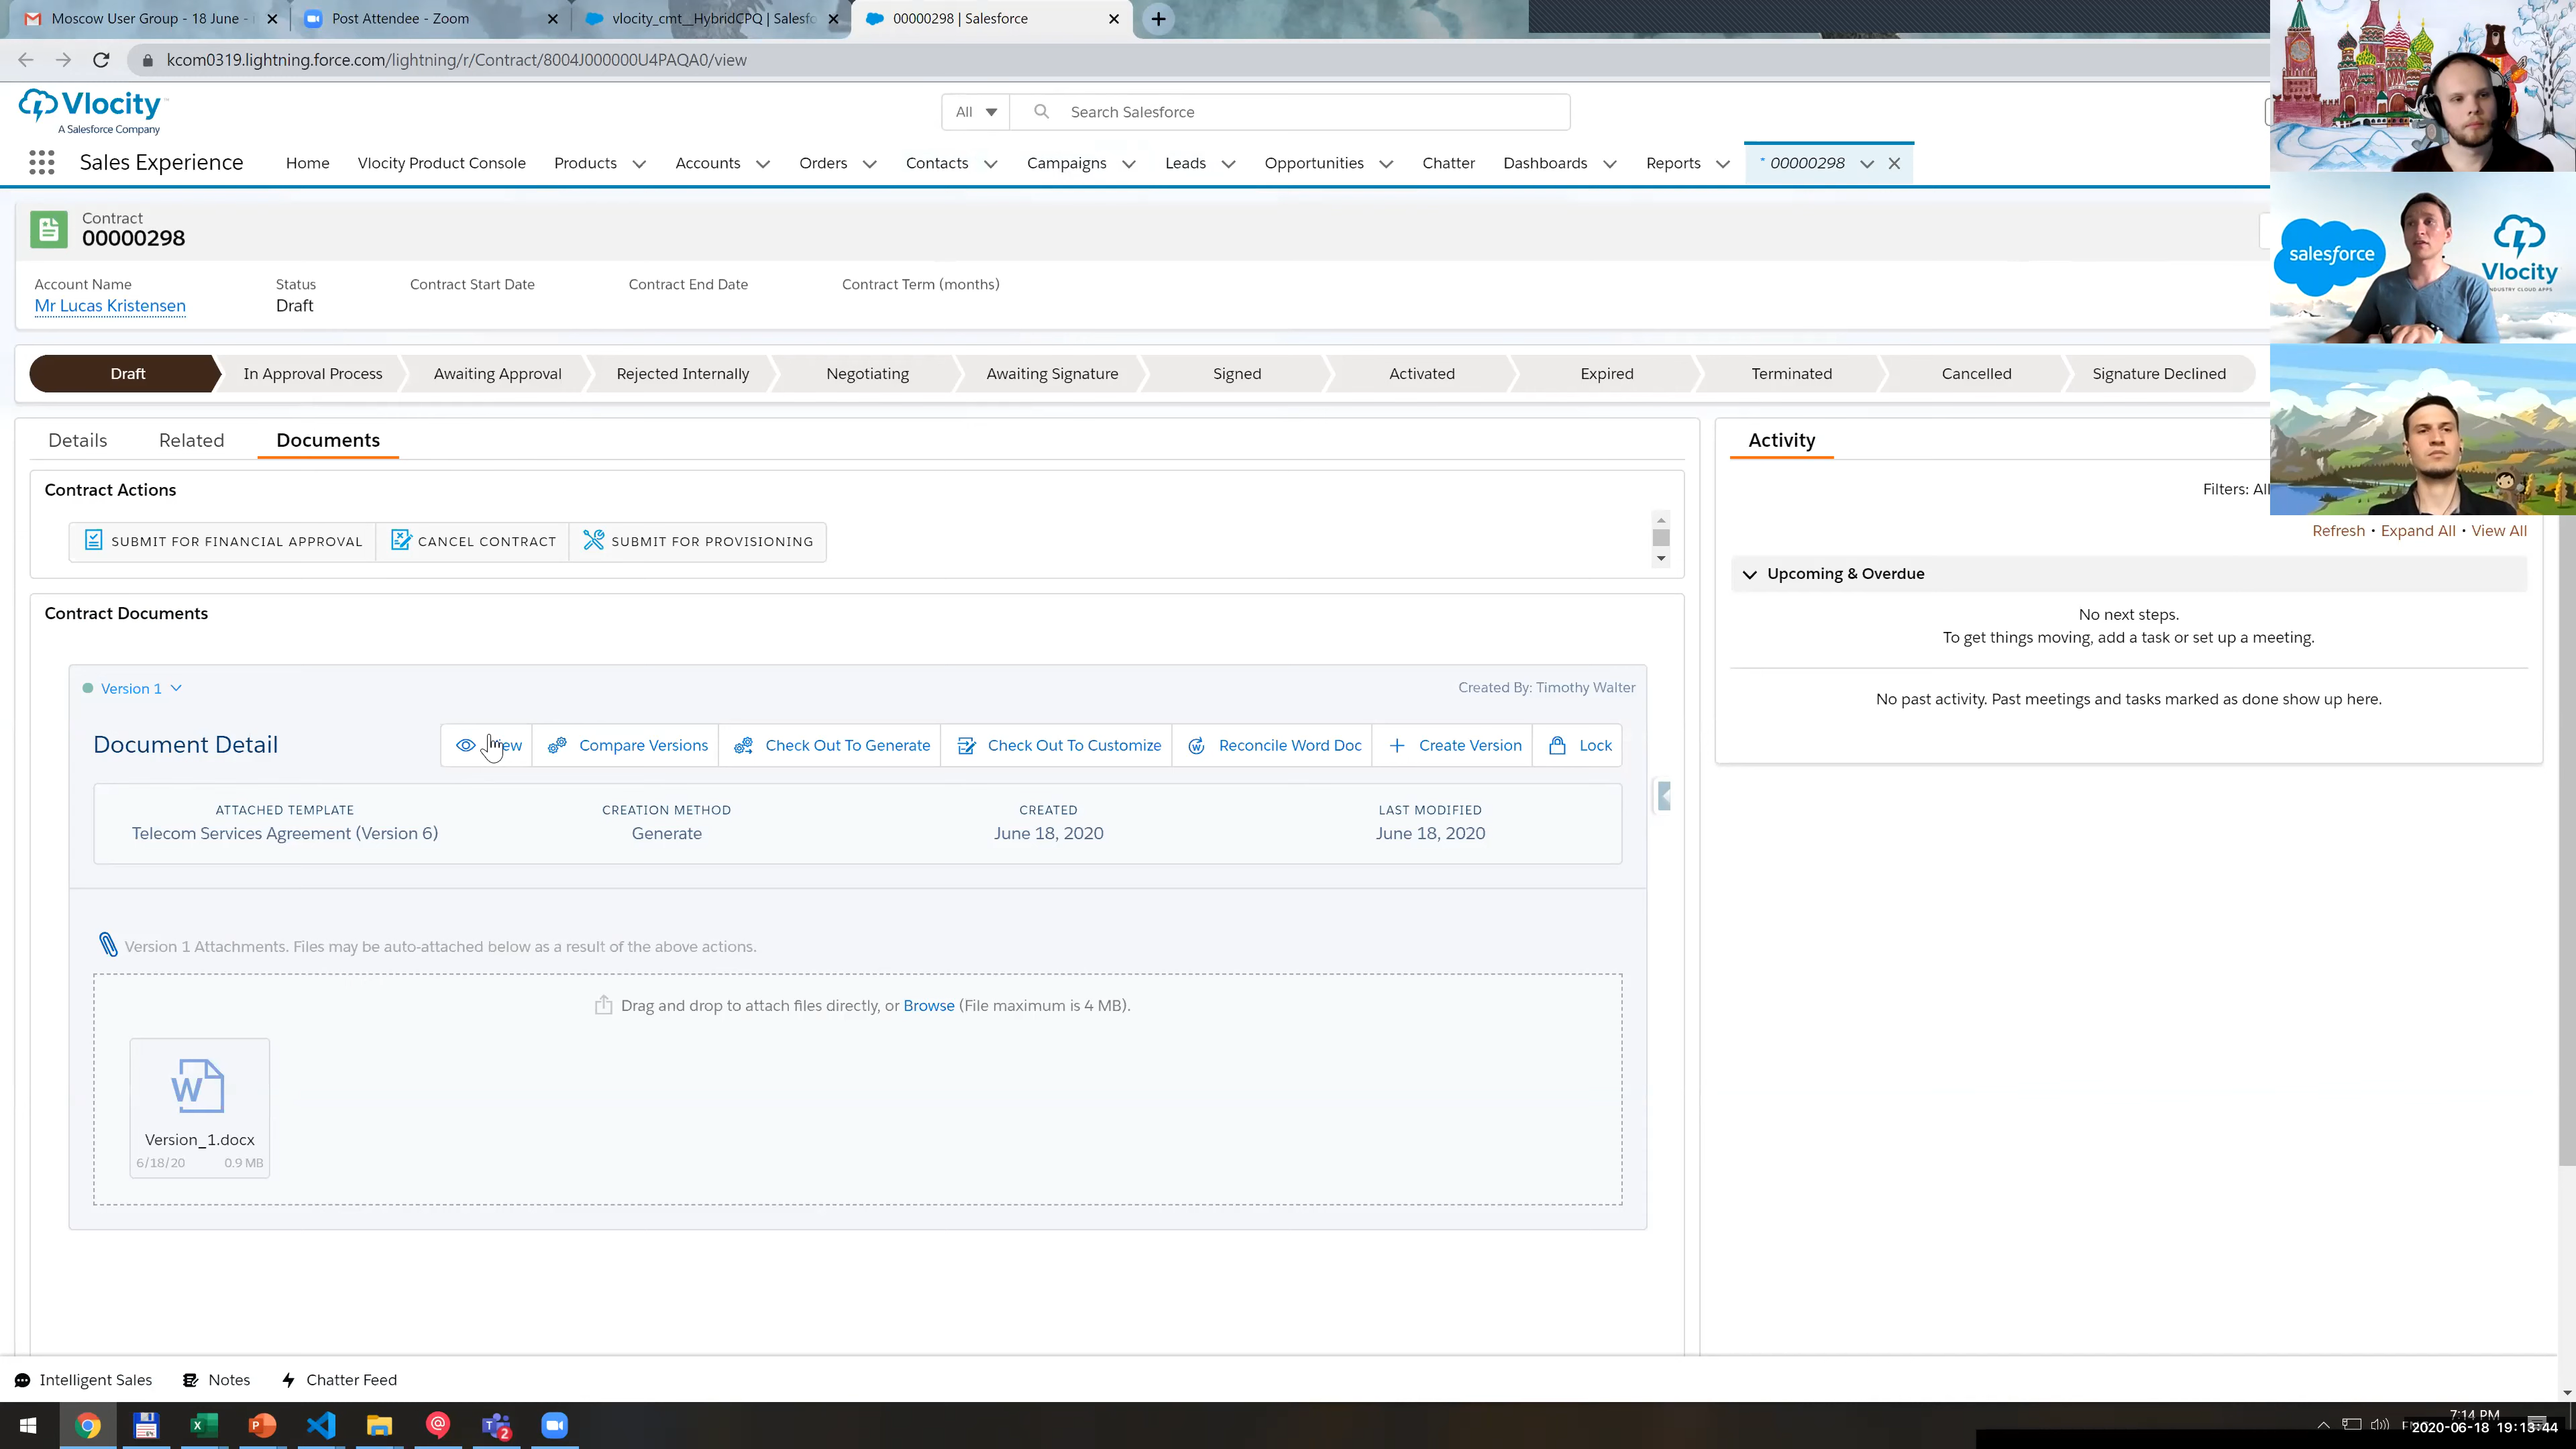 Moscow User Group - 18 June -
Post Attendee - Zoom
vlocity_cmt__HybridCPQ | Salesfo
00000298 | Salesforce
kcom0319.lightning.force.com/lightning/r/Contract/8004J000000U4PAQA0/view
Vlocity
A Salesforce Company
All
Search Salesforce
Sales Experience
Home
Vlocity Product Console
Products
Accounts
Orders
Contacts
Campaigns
Leads
Opportunities
Chatter
Dashboards
Reports
* 00000298
Contract
00000298
Account Name
Status
Contract Start Date
Contract End Date
Contract Term (months)
Mr Lucas Kristensen
Draft
salesforce
Vlocity
INDUSTRY CLOUD APPS
Draft
In Approval Process
Awaiting Approval
Rejected Internally
Negotiating
Awaiting Signature
Signed
Activated
Expired
Terminated
Cancelled
Signature Declined
Details
Related
Documents
Activity
Contract Actions
Filters: All
SUBMIT FOR FINANCIAL APPROVAL
CANCEL CONTRACT
SUBMIT FOR PROVISIONING
Refresh • Expand All • View All
Upcoming & Overdue
Contract Documents
No next steps.
To get things moving, add a task or set up a meeting.
Version 1
Created By: Timothy Walter
No past activity. Past meetings and tasks marked as done show up here.
Document Detail
Compare Versions
Check Out To Generate
Check Out To Customize
Reconcile Word Doc
Create Version
Lock
ATTACHED TEMPLATE
CREATION METHOD
CREATED
LAST MODIFIED
Telecom Services Agreement (Version 6)
Generate
June 18, 2020
June 18, 2020
Version 1 Attachments. Files may be auto-attached below as a result of the above actions.
Drag and drop to attach files directly, or Browse (File maximum is 4 MB).
W
Version_1.docx
6/18/20
0.9 MB
Intelligent Sales
Notes
Chatter Feed
7:14 PM
2020-06-18 19:13:44